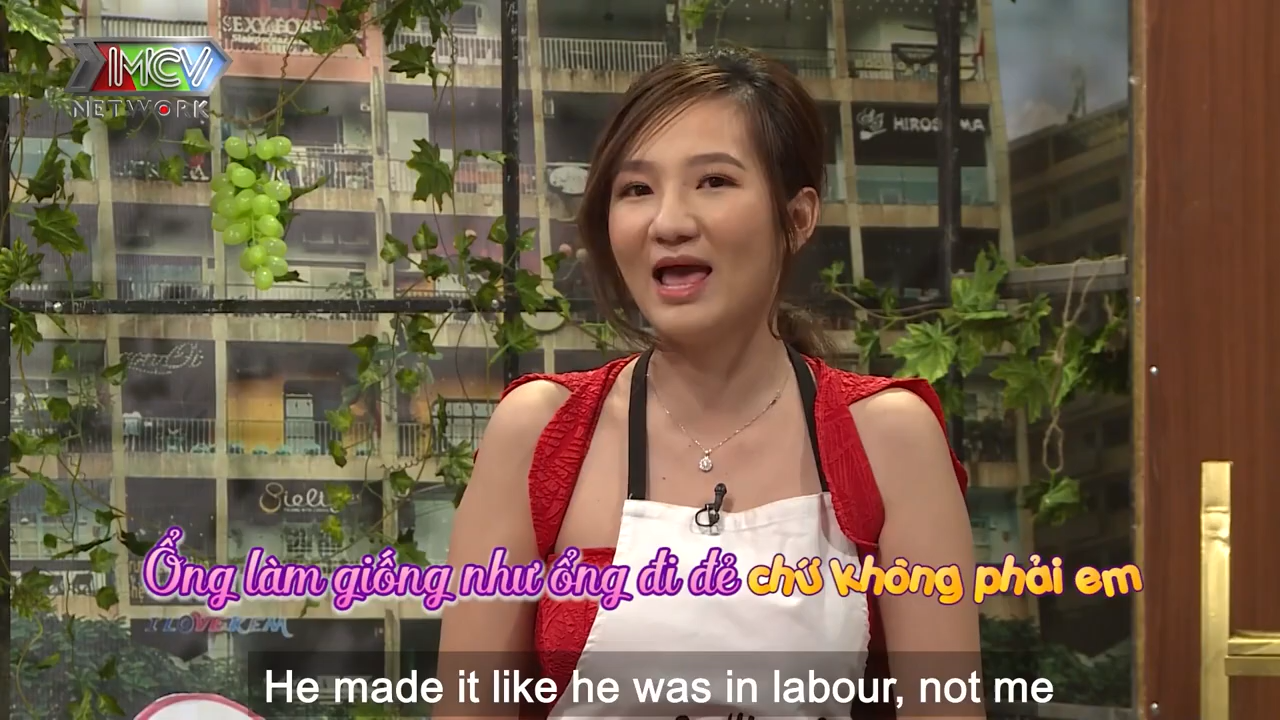 SEXY FORE
MCV
NETWORK
HIROSHIMA
Ổng làm giống như ổng đi đẻ chứ không phải em
I LOVE KEM
He made it like he was in labour, not me